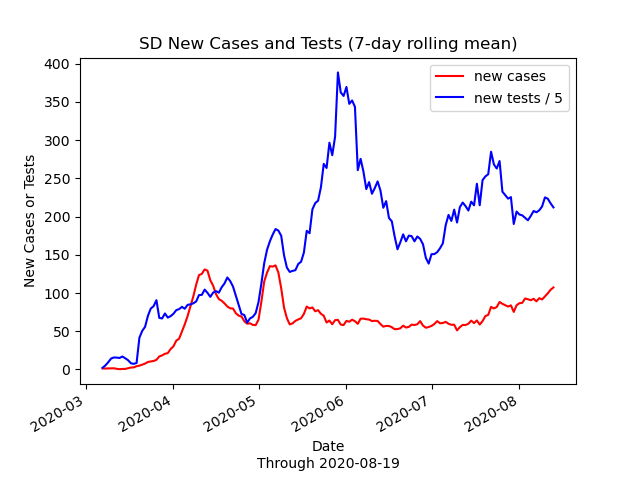 SD New Cases and Tests (7-day rolling mean)
new cases
new tests / 5
New Cases or Tests
400
350
300
250
200
150
100
50
0
2020-03
2020-04
2020-05
2020-06
2020-07
2020-08
Date
Through 2020-08-19